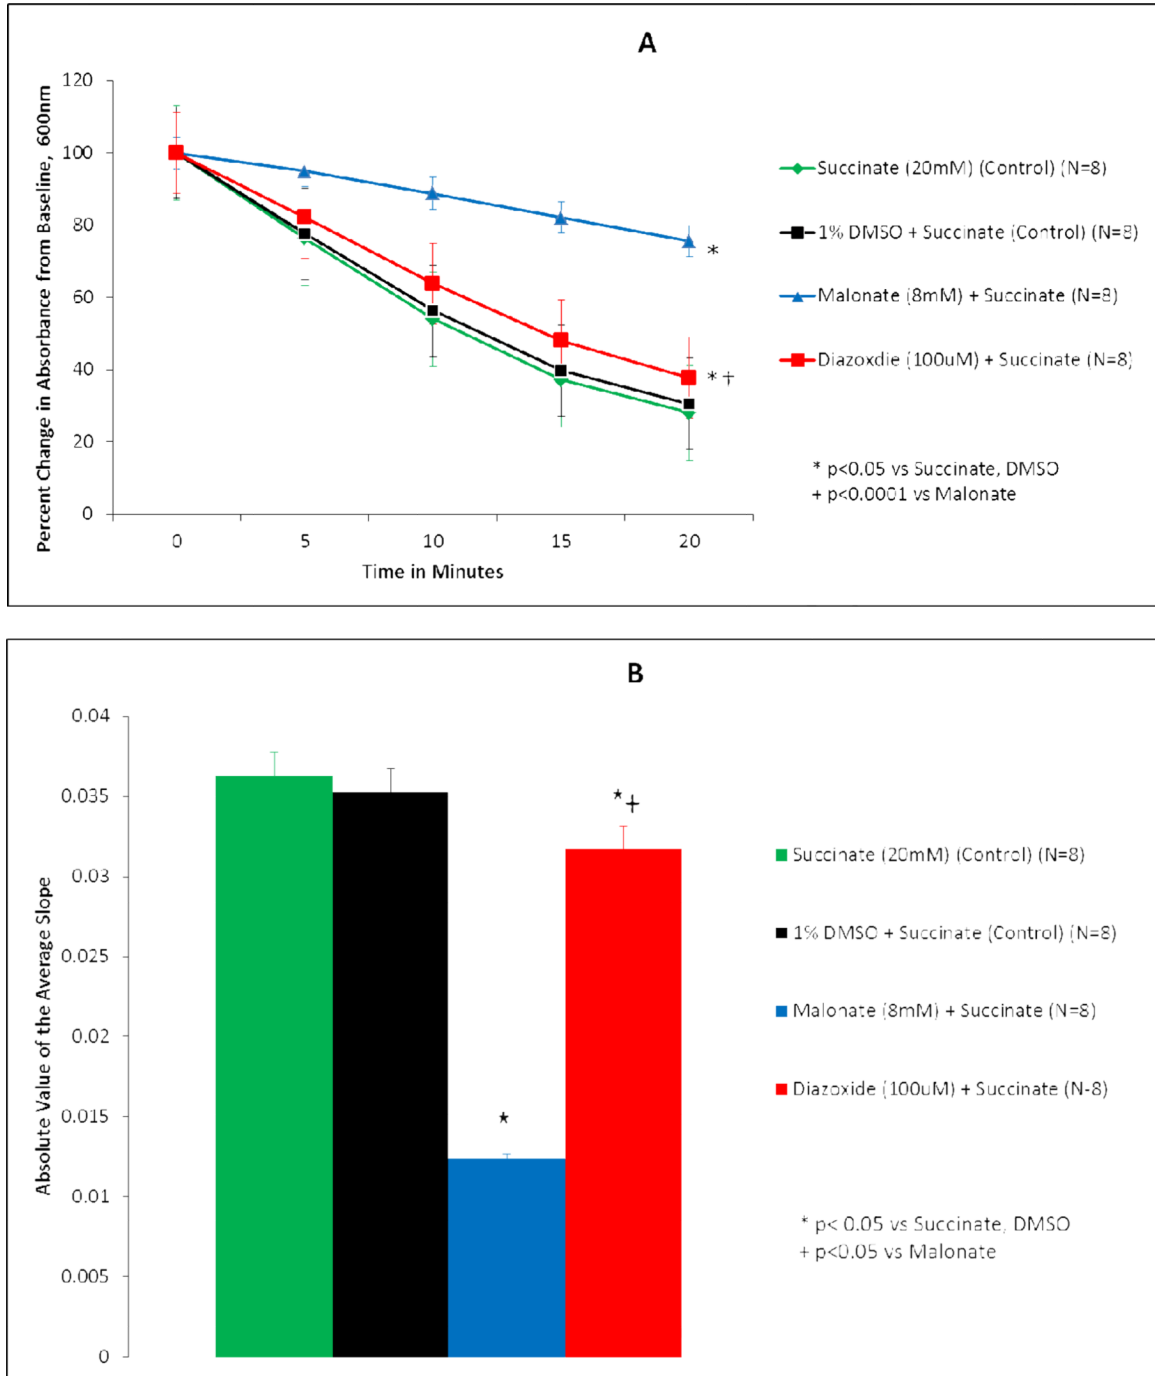 A
Percent Change in Absorbance from Baseline, 600nm
120
100
80
60
40
20
0
0 5 10 15 20
Time in Minutes
Succinate (20mM) (Control) (N=8)
1% DMSO + Succinate (Control) (N=8)
Malonate (8mM) + Succinate (N=8)
Diazoxdie (100uM) + Succinate (N=8)
*
* †
* p<0.05 vs Succinate, DMSO
+ p<0.0001 vs Malonate
B
Absolute Value of the Average Slope
0.04
0.035
0.03
0.025
0.02
0.015
0.01
0.005
0
*
*‡
Succinate (20mM) (Control) (N=8)
1% DMSO + Succinate (Control) (N=8)
Malonate (8mM) + Succinate (N=8)
Diazoxide (100uM) + Succinate (N-8)
* p< 0.05 vs Succinate, DMSO
+ p<0.05 vs Malonate